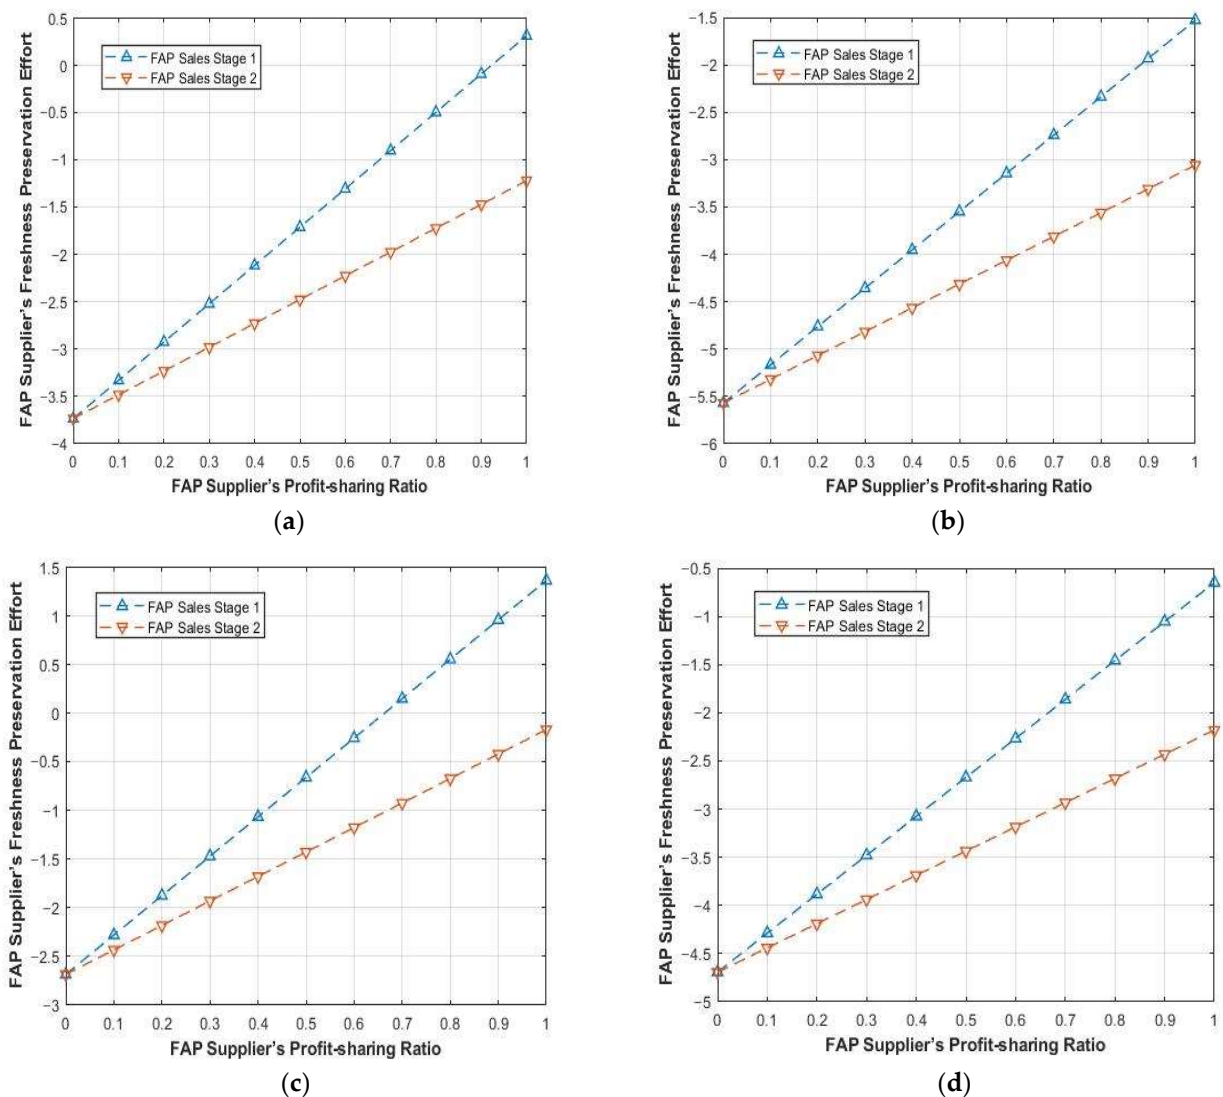 0.5
0
−0.5
−1
−1.5
−2
−2.5
−3
−3.5
−4
FAP Supplier’s Freshness Preservation Effort
FAP Sales Stage 1
FAP Sales Stage 2
0 0.1 0.2 0.3 0.4 0.5 0.6 0.7 0.8 0.9 1
FAP Supplier’s Profit-sharing Ratio
(a)
−1.5
−2
−2.5
−3
−3.5
−4
−4.5
−5
−5.5
−6
FAP Supplier’s Freshness Preservation Effort
FAP Sales Stage 1
FAP Sales Stage 2
0 0.1 0.2 0.3 0.4 0.5 0.6 0.7 0.8 0.9 1
FAP Supplier’s Profit-sharing Ratio
(b)
1.5
1
0.5
0
−0.5
−1
−1.5
−2
−2.5
−3
FAP Supplier’s Freshness Preservation Effort
FAP Sales Stage 1
FAP Sales Stage 2
0 0.1 0.2 0.3 0.4 0.5 0.6 0.7 0.8 0.9 1
FAP Supplier’s Profit-sharing Ratio
(c)
−0.5
−1
−1.5
−2
−2.5
−3
−3.5
−4
−4.5
−5
FAP Supplier’s Freshness Preservation Effort
FAP Sales Stage 1
FAP Sales Stage 2
0 0.1 0.2 0.3 0.4 0.5 0.6 0.7 0.8 0.9 1
FAP Supplier’s Profit-sharing Ratio
(d)